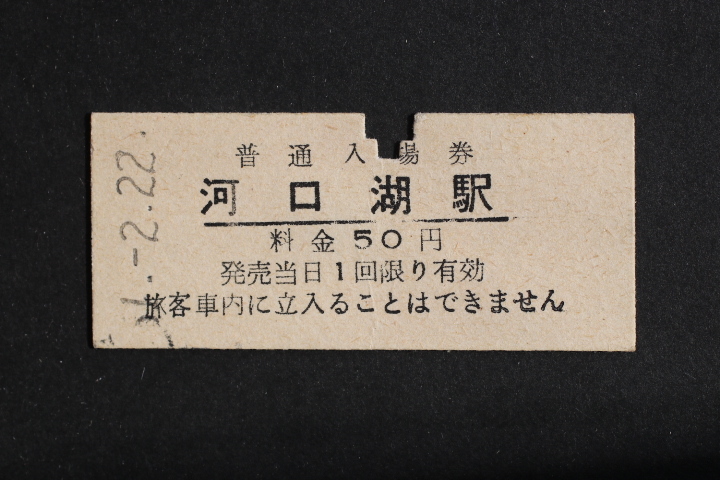 普通入場券
河口湖駅
料金50円
発売当日1回限り有効
旅客車内に立入ることはできません
-2.22.